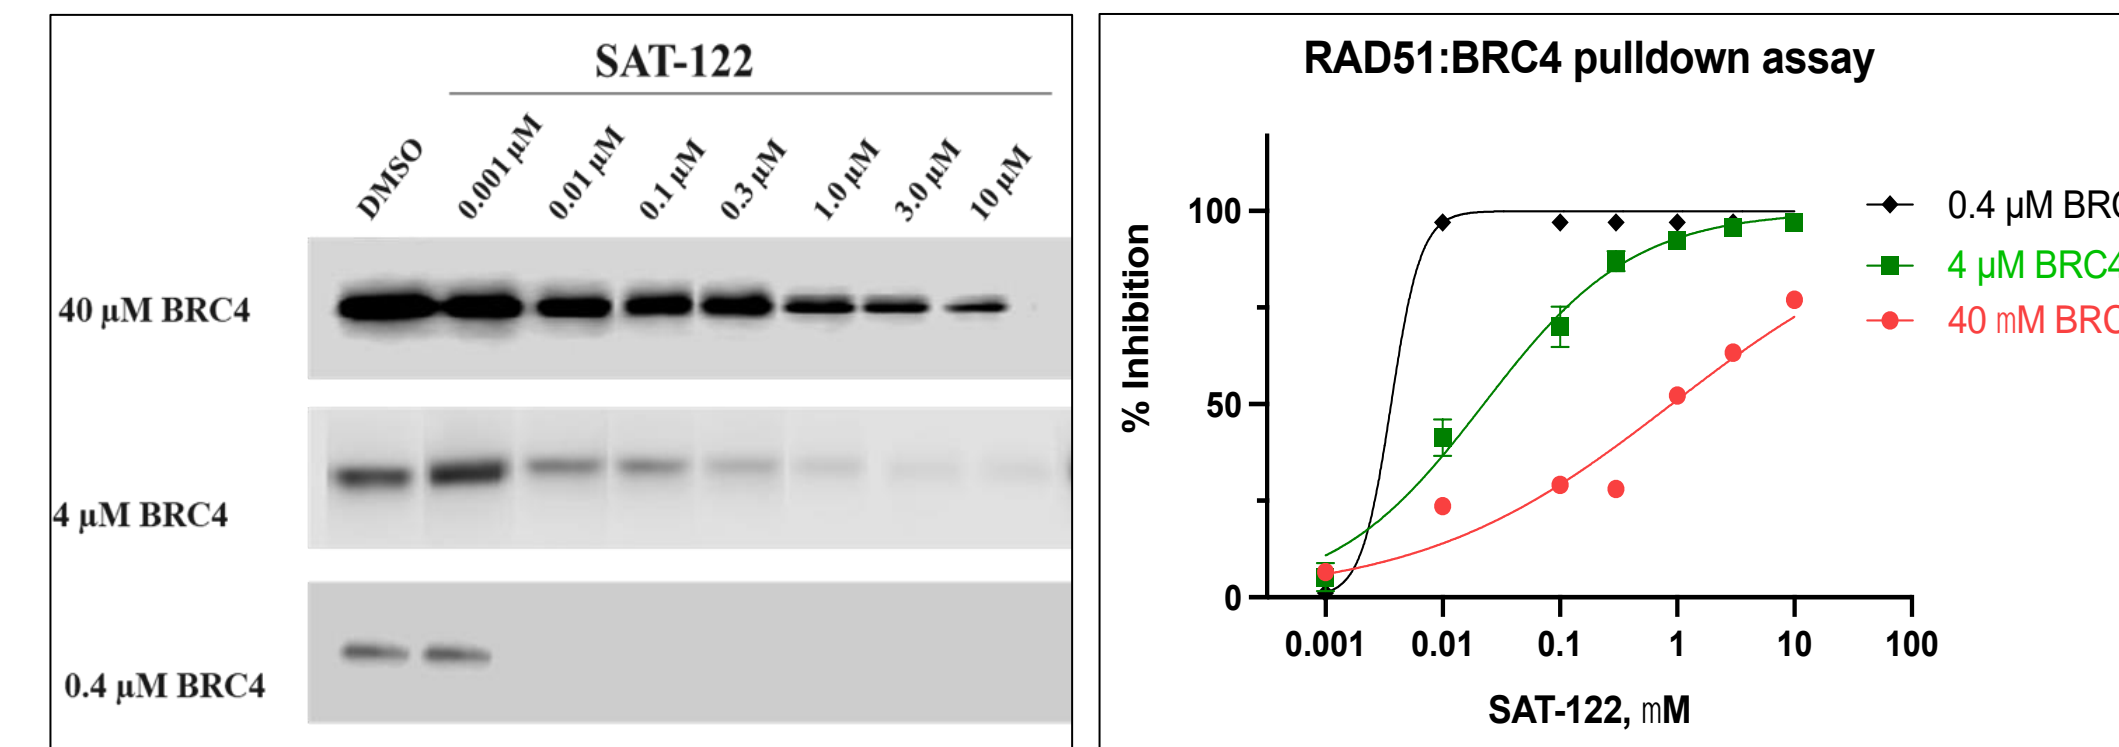 SAT-122
DMSO
0.001 µM
0.01 µM
0.1 µM
0.3 µM
1.0 µM
3.0 µM
10 µM
40 µM BRC4
4 µM BRC4
0.4 µM BRC4
RAD51:BRC4 pulldown assay
% Inhibition
100
50
0
0.001 0.01 0.1 1 10 100
SAT-122, mM
0.4 µM BRC
4 µM BRC4
40 mM BRC